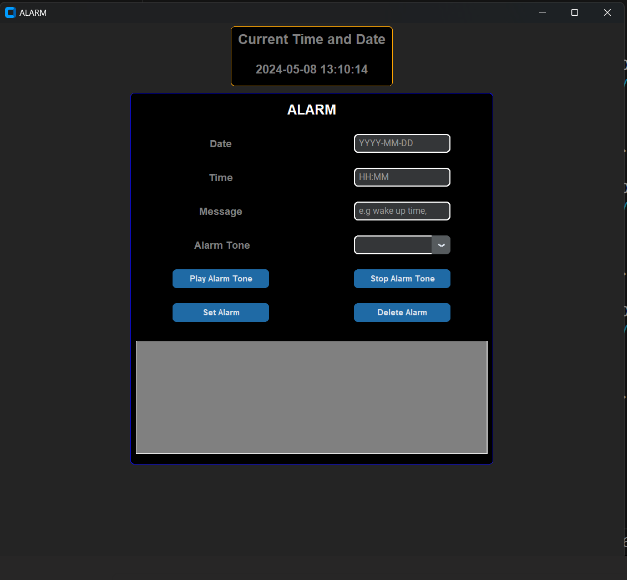 ALARM
Current Time and Date
2024-05-08 13:10:14
ALARM
Date YYYY-MM-DD
Time HH:MM
Message e.g wake up time,
Alarm Tone
Play Alarm Tone Stop Alarm Tone
Set Alarm Delete Alarm